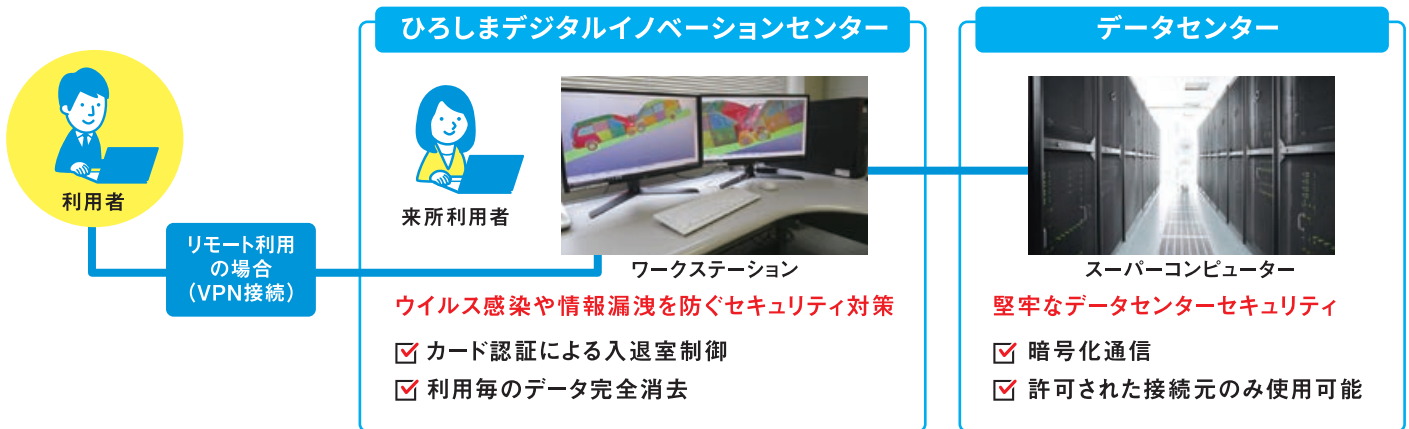 ひろしまデジタルイノベーションセンター
データセンター
利用者
来所利用者
リモート利用
の場合
（VPN接続）
ワークステーション
スーパーコンピューター
ウイルス感染や情報漏洩を防ぐセキュリティ対策
カード認証による入退室制御
利用毎のデータ完全消去
堅牢なデータセンターセキュリティ
暗号化通信
許可された接続元のみ使用可能